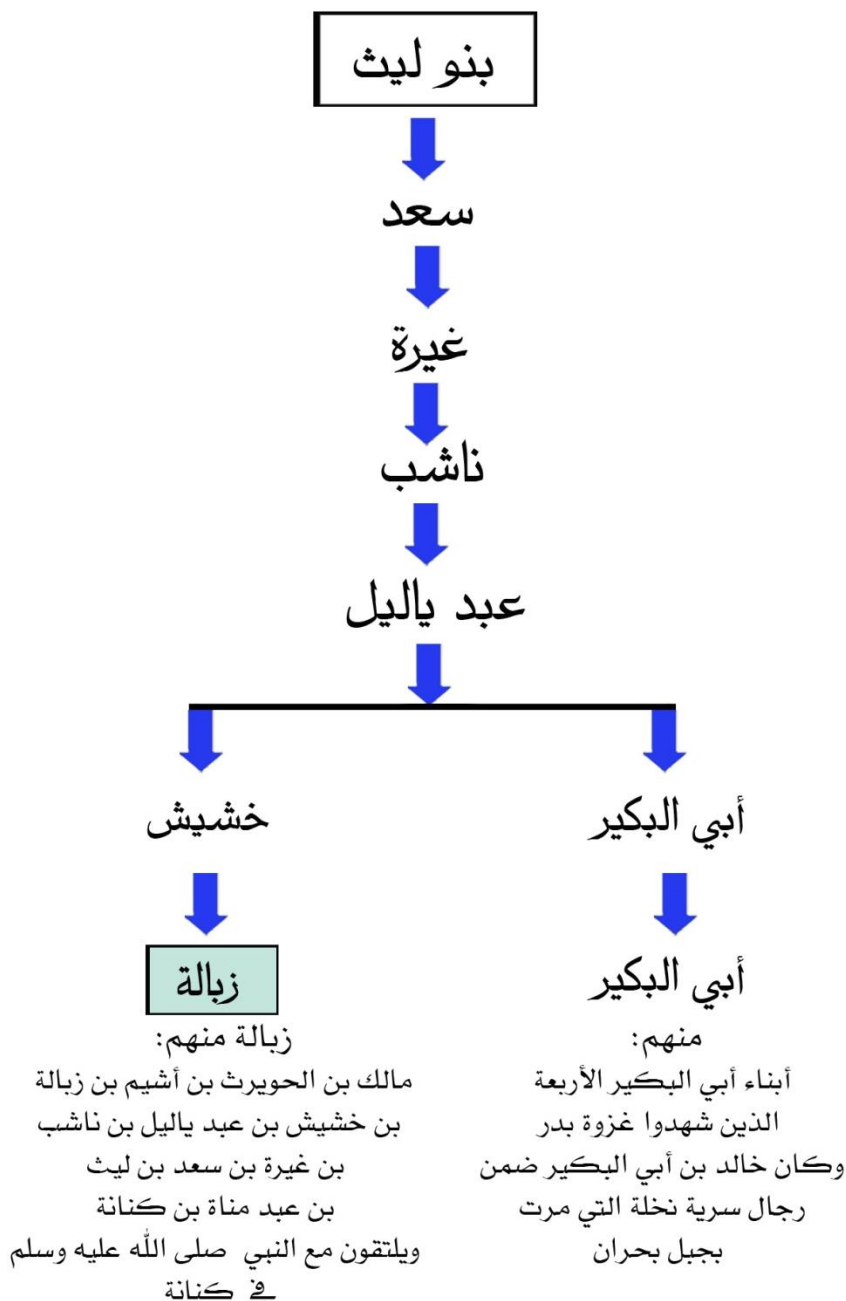 بنو ليث
سعد
غيرة
ناشب
عبد ياليل
أبي البكير
خشيش
أبي البكير
زبالة
منهم:
أبناء أبي البكير الأربعة
الذين شهدوا غزوة بدر
وكان خالد بن أبي البكير ضمن
رجال سرية نخلة التي مرت
بجبل بحران
زبالة منهم:
مالك بن الحويرث بن أشيم بن زبالة
بن خشيش بن عبد ياليل بن ناشب
بن غيرة بن سعد بن ليث
بن عبد مناة بن كنانة
ويلتقون مع النبي صلى الله عليه وسلم
في كنانة